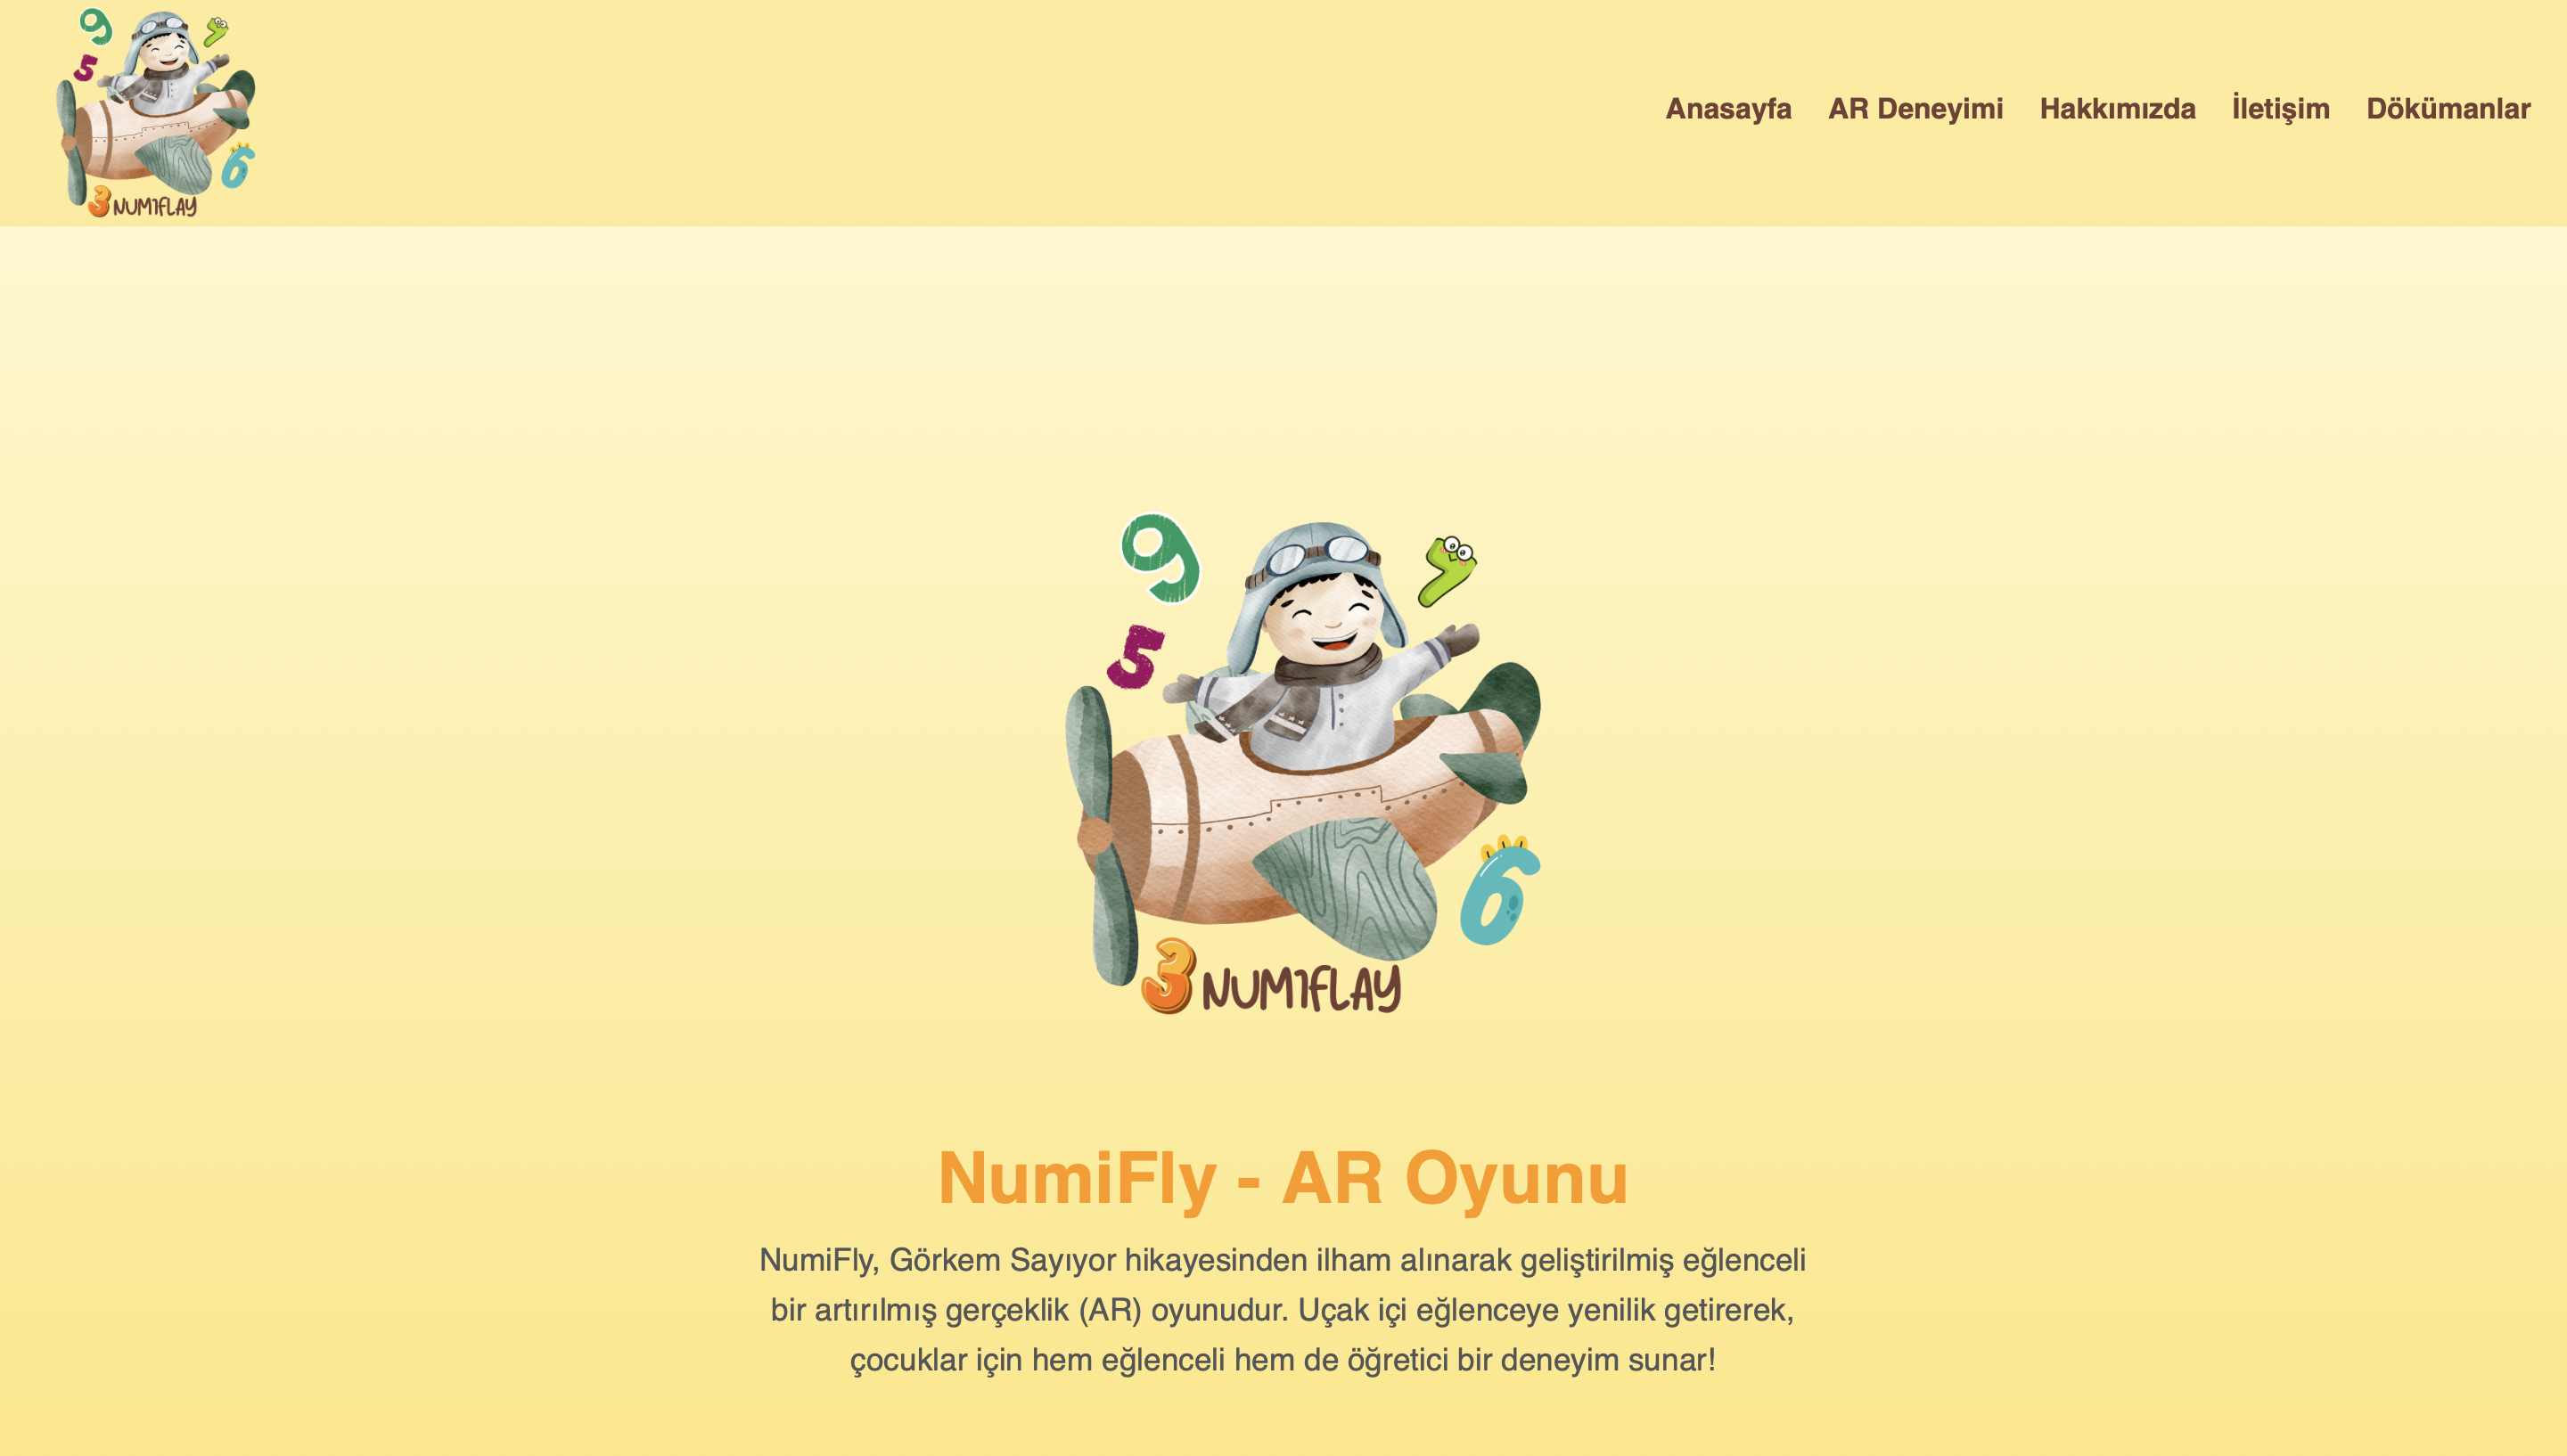 9
7
5
6
3 NUMIFLAY
Anasayfa AR Deneyimi Hakkımızda İletişim Dökümanlar
9
7
5
6
3 NUMIFLAY
NumiFly - AR Oyunu
NumiFly, Görkem Sayıyor hikayesinden ilham alınarak geliştirilmiş eğlenceli
bir artırılmış gerçeklik (AR) oyunudur. Uçak içi eğlenceye yenilik getirerek,
çocuklar için hem eğlenceli hem de öğretici bir deneyim sunar!